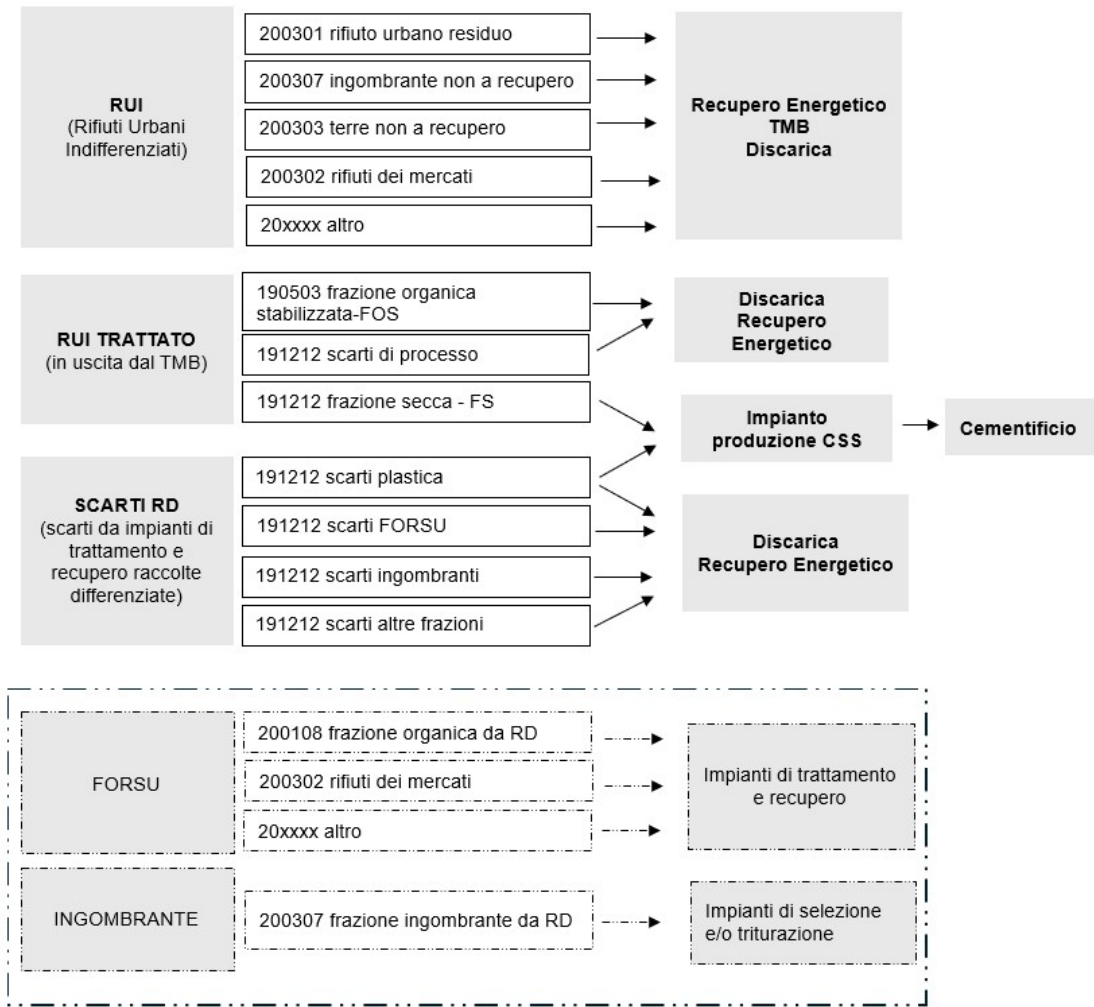 RUI
(Rifiuti Urbani
Indifferenziati)
200301 rifiuto urbano residuo
200307 ingombrante non a recupero
200303 terre non a recupero
200302 rifiuti dei mercati
20xxxx altro
Recupero Energetico
TMB
Discarica
RUI TRATTATO
(in uscita dal TMB)
190503 frazione organica
stabilizzata-FOS
191212 scarti di processo
191212 frazione secca - FS
Discarica
Recupero
Energetico
Impianto
produzione CSS
Cementificio
SCARTI RD
(scarti da impianti di
trattamento e
recupero raccolte
differenziate)
191212 scarti plastica
191212 scarti FORSU
191212 scarti ingombranti
191212 scarti altre frazioni
Discarica
Recupero Energetico
FORSU
200108 frazione organica da RD
200302 rifiuti dei mercati
20xxxx altro
Impianti di trattamento
e recupero
INGOMBRANTE
200307 frazione ingombrante da RD
Impianti di selezione
e/o triturazione